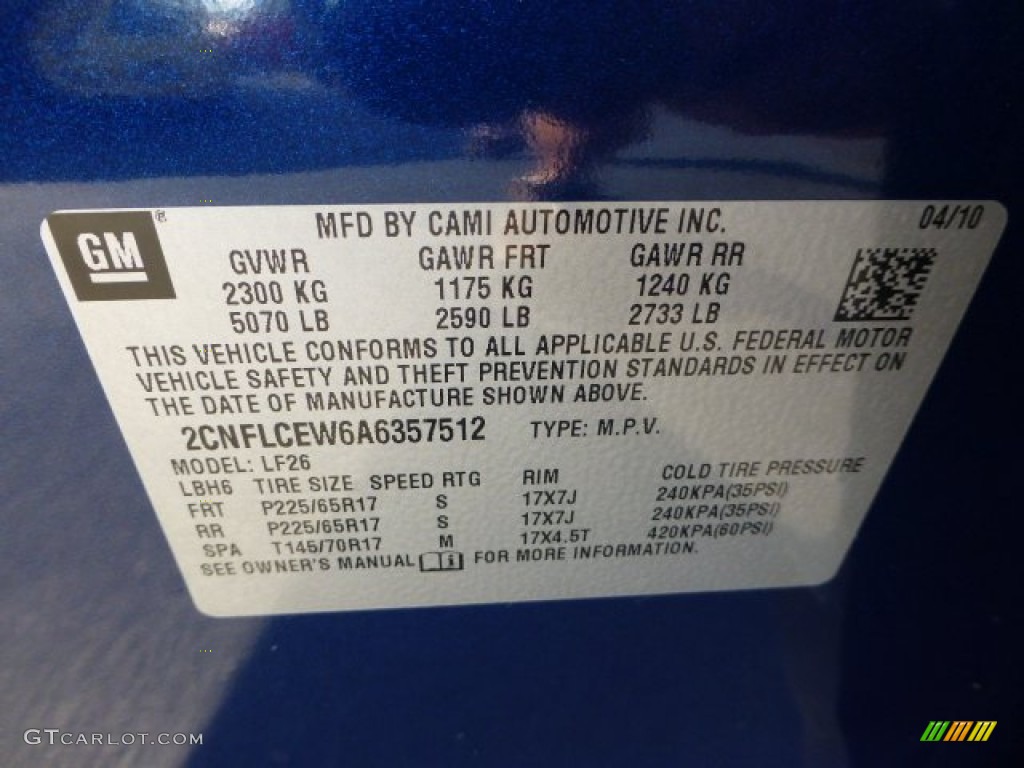 GM®
MFD BY CAMI AUTOMOTIVE INC. 04/10
GVWR GAWR FRT GAWR RR
2300 KG 1175 KG 1240 KG
5070 LB 2590 LB 2733 LB
THIS VEHICLE CONFORMS TO ALL APPLICABLE U.S. FEDERAL MOTOR
VEHICLE SAFETY AND THEFT PREVENTION STANDARDS IN EFFECT ON
THE DATE OF MANUFACTURE SHOWN ABOVE.
2CNFLCEW6A6357512 TYPE: M.P.V.
MODEL: LF26
LBH6 TIRE SIZE SPEED RTG RIM COLD TIRE PRESSURE
FRT P225/65R17 S 17X7J 240KPA(35PSI)
RR P225/65R17 S 17X7J 240KPA(35PSI)
SPA T145/70R17 M 17X4.5T 420KPA(60PSI)
SEE OWNER'S MANUAL i FOR MORE INFORMATION.
GTCARLOT.COM